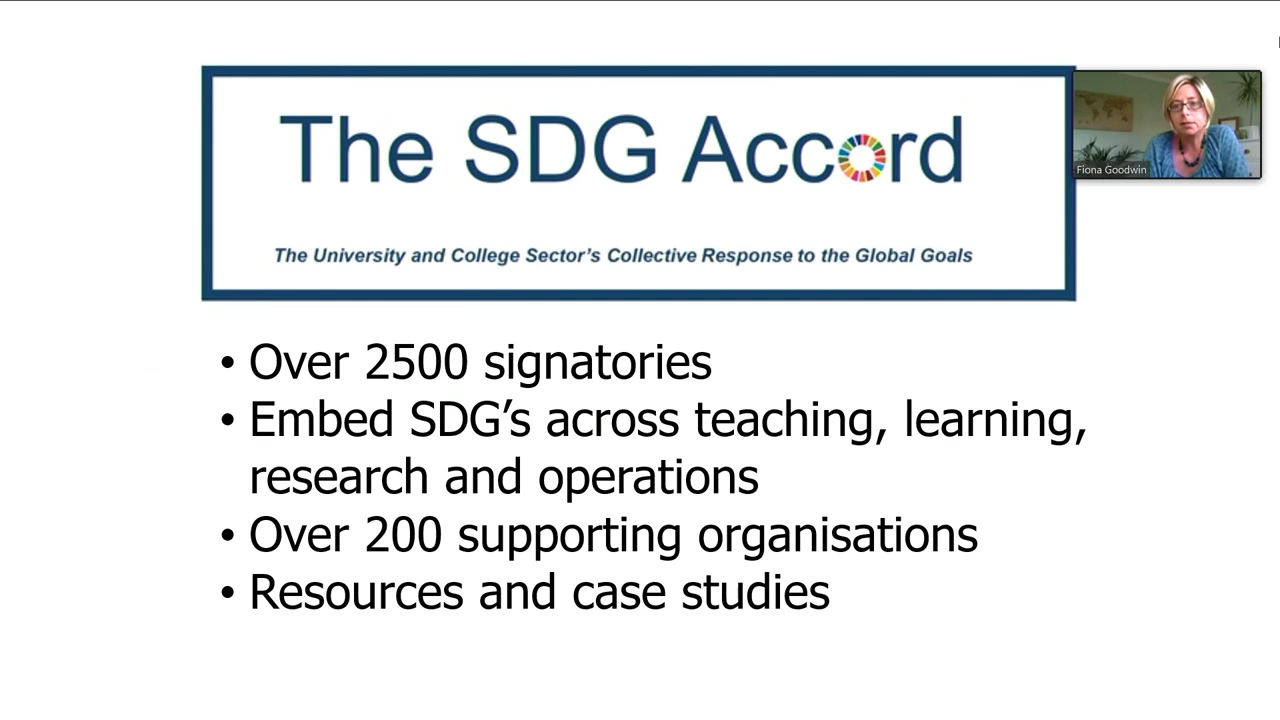 The SDG Accord
The University and College Sector's Collective Response to the Global Goals
Fiona Goodwin
• Over 2500 signatories
• Embed SDG's across teaching, learning,
research and operations
• Over 200 supporting organisations
• Resources and case studies